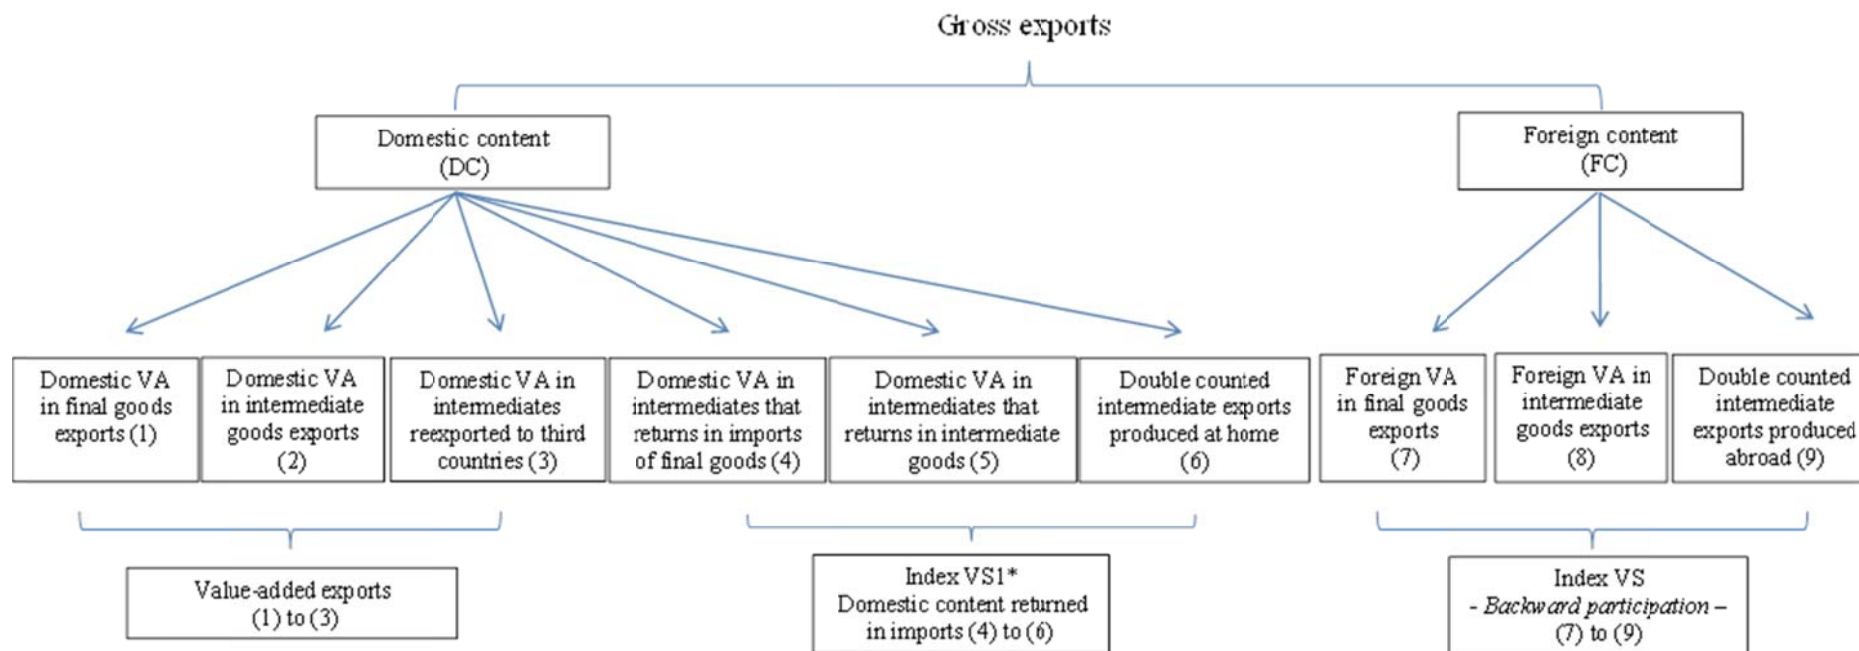 Gross exports
Domestic content
(DC)
Foreign content
(FC)
Domestic VA
in final goods
exports (1)
Domestic VA
in intermediate
goods exports
(2)
Domestic VA in
intermediates
reexported to third
countries (3)
Domestic VA in
intermediates that
returns in imports
of final goods (4)
Domestic VA in
intermediates that
returns in intermediate
goods (5)
Double counted
intermediate exports
produced at home
(6)
Foreign VA
in final goods
exports
(7)
Foreign VA in
intermediate
goods exports
(8)
Double counted
intermediate
exports produced
abroad (9)
Value-added exports
(1) to (3)
Index VS1*
Domestic content returned
in imports (4) to (6)
Index VS
- Backward participation –
(7) to (9)